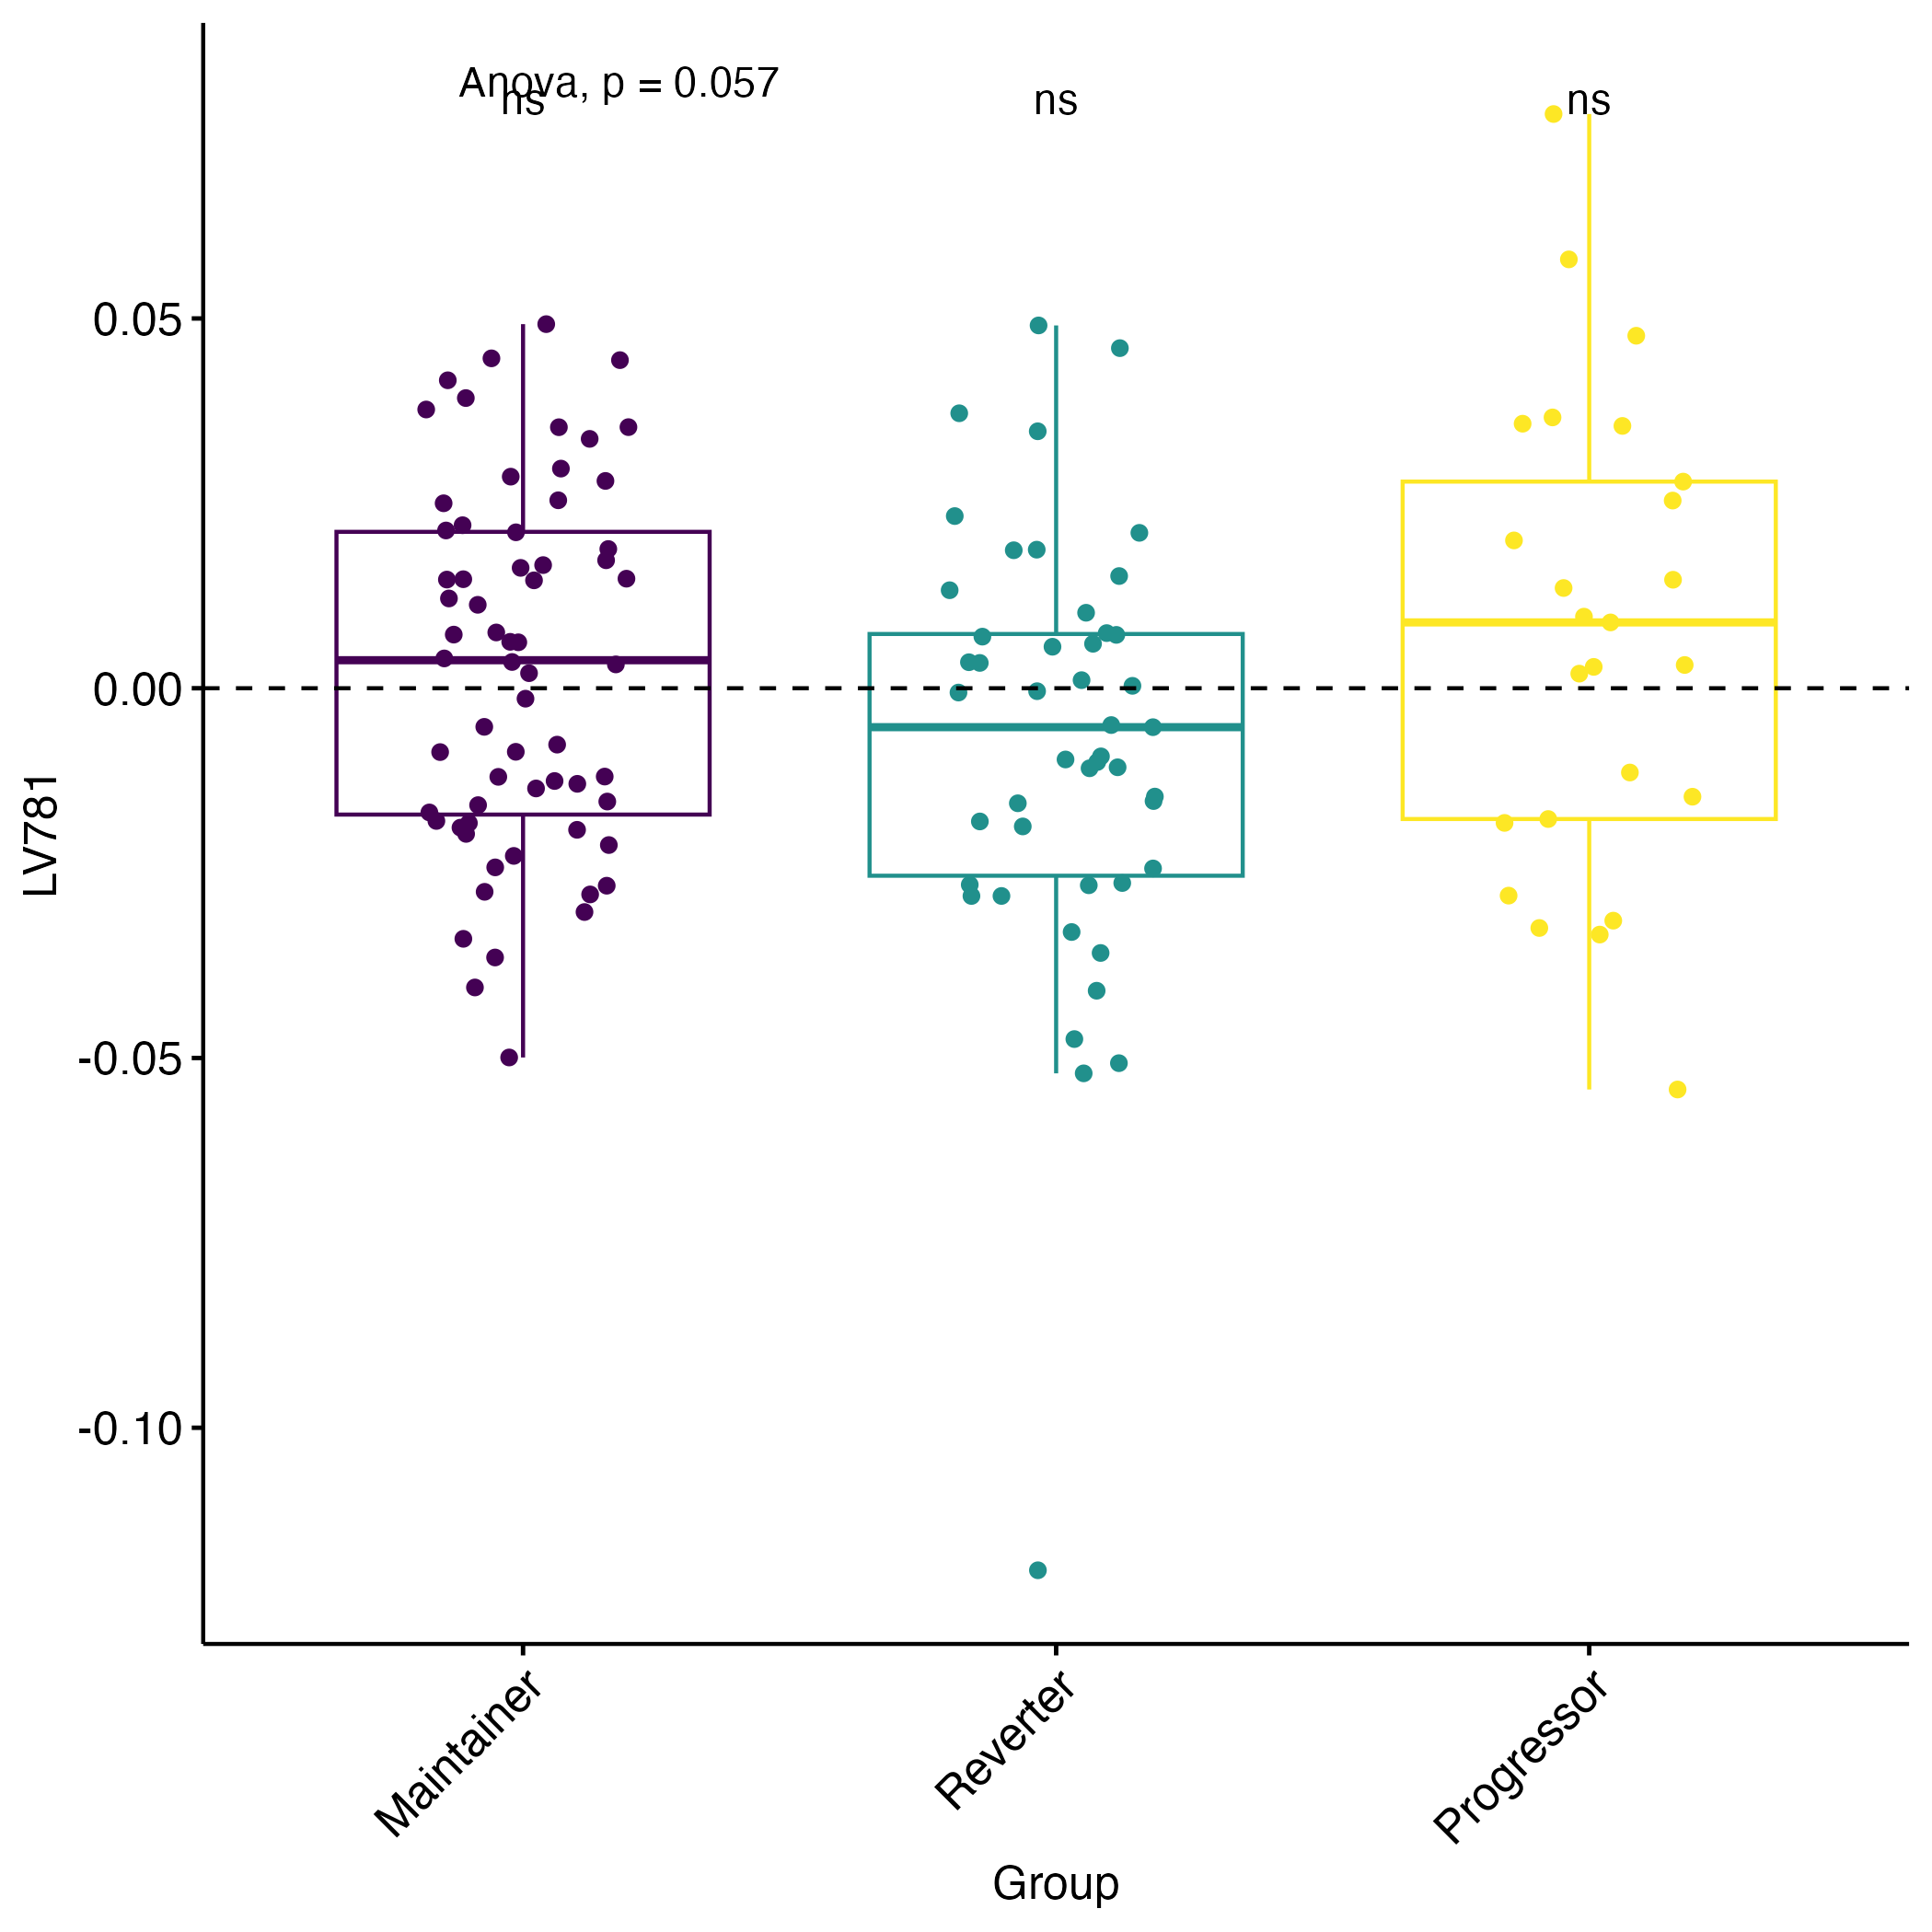 Anova, p = 0.057
ns
ns
ns
0.05
0.00
-0.05
-0.10
LV781
Maintainer
Reverter
Progressor
Group